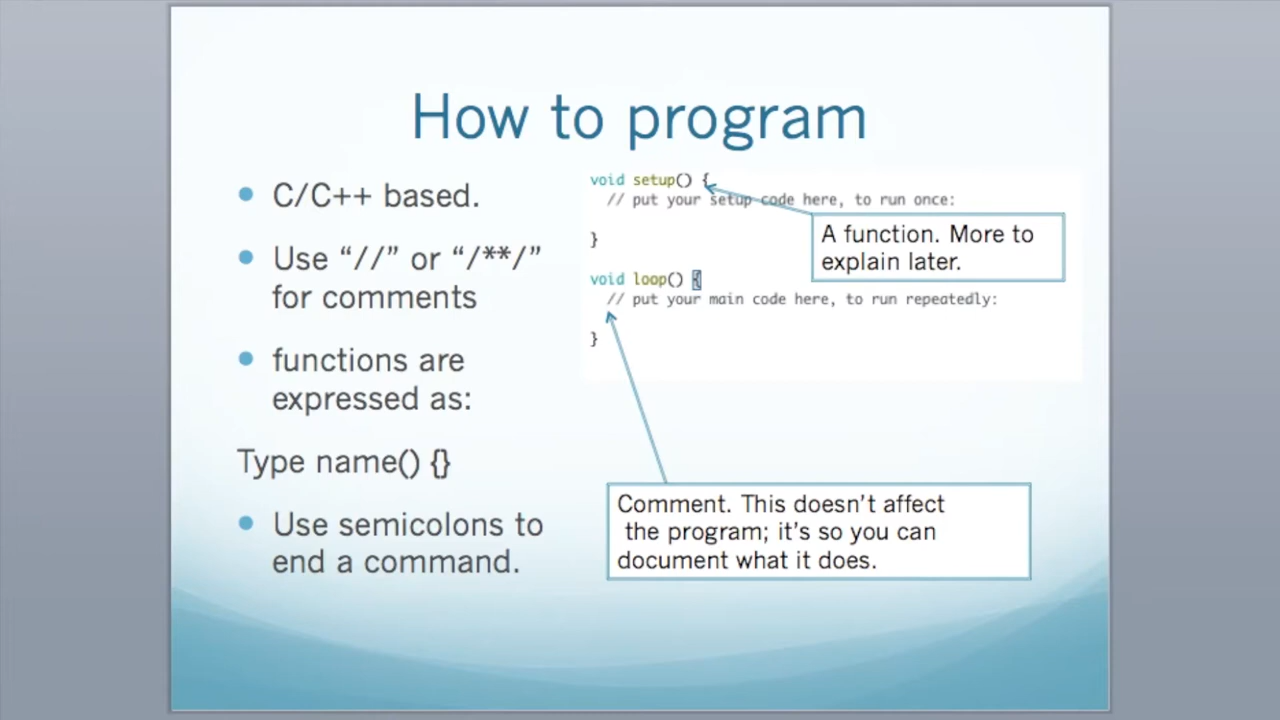 How to program
C/C++ based.
Use “//” or “/**/”
for comments
functions are
expressed as:
Type name() {}
Use semicolons to
end a command.
void setup() {
// put your setup code here, to run once:
}
void loop() {
// put your main code here, to run repeatedly:
}
A function. More to
explain later.
Comment. This doesn’t affect
the program; it’s so you can
document what it does.